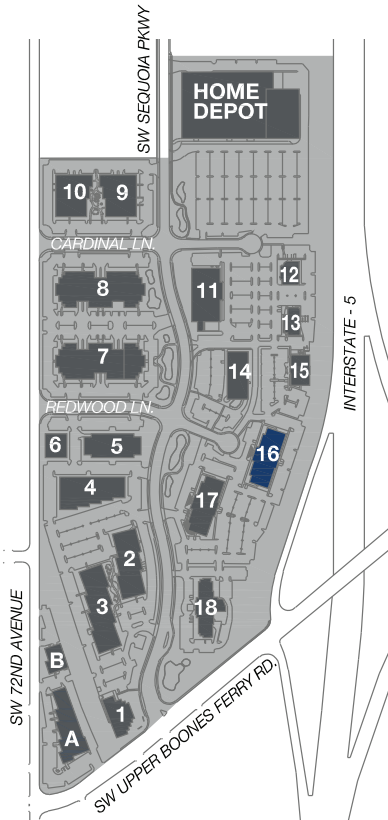 SW SEQUOIA PKWY
HOME
DEPOT
10
9
CARDINAL LN.
8
11
12
13
INTERSTATE - 5
7
14
15
REDWOOD LN.
6
5
16
4
17
2
3
18
SW 72ND AVENUE
B
1
A
SW UPPER BOONES FERRY RD.